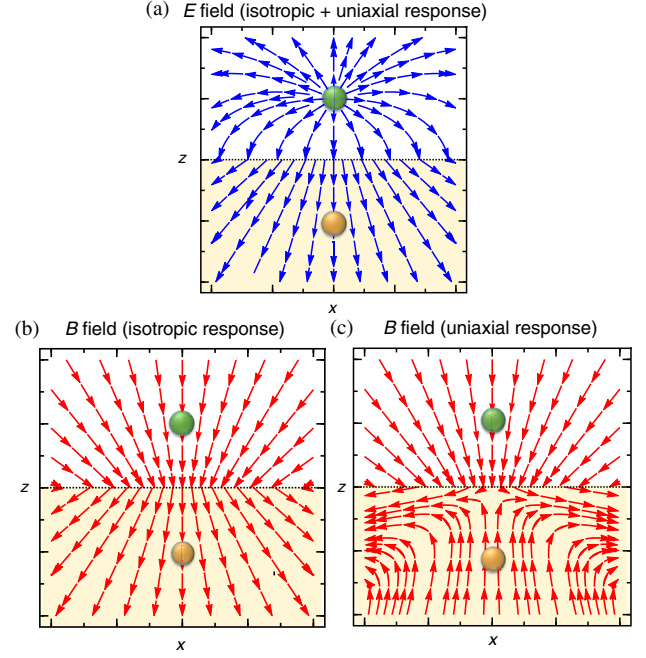 (a) E field (isotropic + uniaxial response)
z
x
(b) B field (isotropic response)
(c) B field (uniaxial response)
z
z
x
x